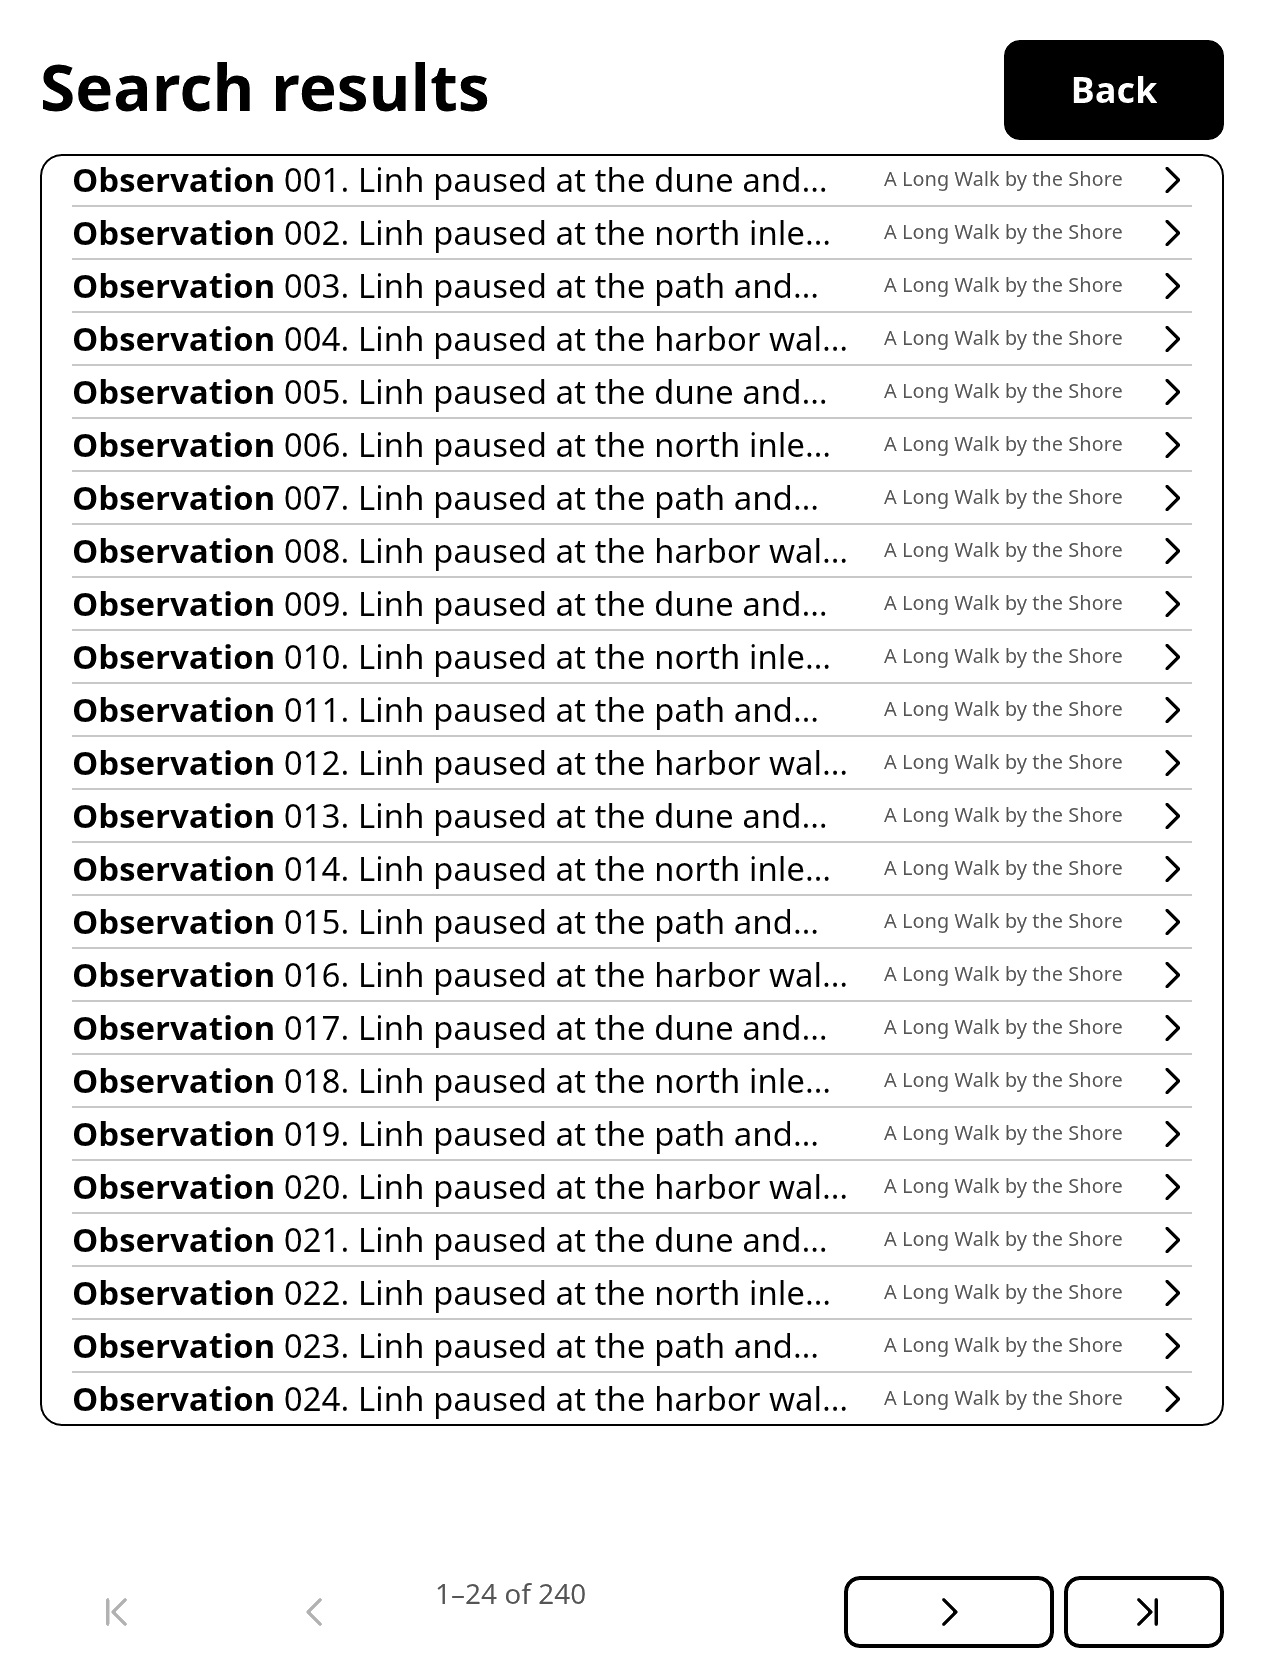 Search results
Back
Observation 001. Linh paused at the dune and... A Long Walk by the Shore
Observation 002. Linh paused at the north inle... A Long Walk by the Shore
Observation 003. Linh paused at the path and... A Long Walk by the Shore
Observation 004. Linh paused at the harbor wal... A Long Walk by the Shore
Observation 005. Linh paused at the dune and... A Long Walk by the Shore
Observation 006. Linh paused at the north inle... A Long Walk by the Shore
Observation 007. Linh paused at the path and... A Long Walk by the Shore
Observation 008. Linh paused at the harbor wal... A Long Walk by the Shore
Observation 009. Linh paused at the dune and... A Long Walk by the Shore
Observation 010. Linh paused at the north inle... A Long Walk by the Shore
Observation 011. Linh paused at the path and... A Long Walk by the Shore
Observation 012. Linh paused at the harbor wal... A Long Walk by the Shore
Observation 013. Linh paused at the dune and... A Long Walk by the Shore
Observation 014. Linh paused at the north inle... A Long Walk by the Shore
Observation 015. Linh paused at the path and... A Long Walk by the Shore
Observation 016. Linh paused at the harbor wal... A Long Walk by the Shore
Observation 017. Linh paused at the dune and... A Long Walk by the Shore
Observation 018. Linh paused at the north inle... A Long Walk by the Shore
Observation 019. Linh paused at the path and... A Long Walk by the Shore
Observation 020. Linh paused at the harbor wal... A Long Walk by the Shore
Observation 021. Linh paused at the dune and... A Long Walk by the Shore
Observation 022. Linh paused at the north inle... A Long Walk by the Shore
Observation 023. Linh paused at the path and... A Long Walk by the Shore
Observation 024. Linh paused at the harbor wal... A Long Walk by the Shore
1–24 of 240